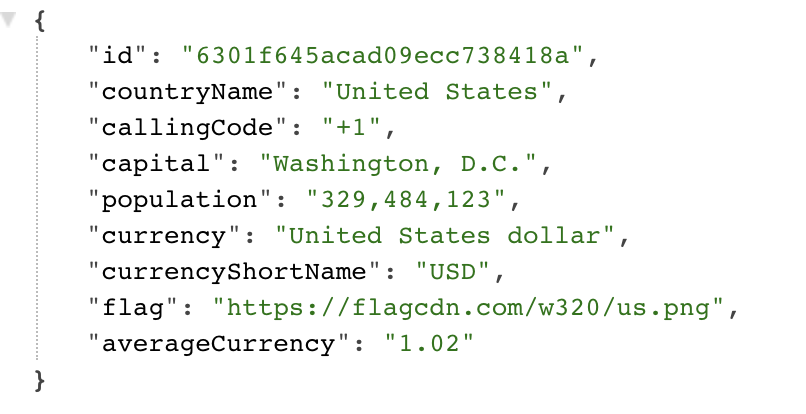 {
"id": "6301f645acad09ecc738418a",
"countryName": "United States",
"callingCode": "+1",
"capital": "Washington, D.C.",
"population": "329,484,123",
"currency": "United States dollar",
"currencyShortName": "USD",
"flag": "https://flagcdn.com/w320/us.png",
"averageCurrency": "1.02"
}